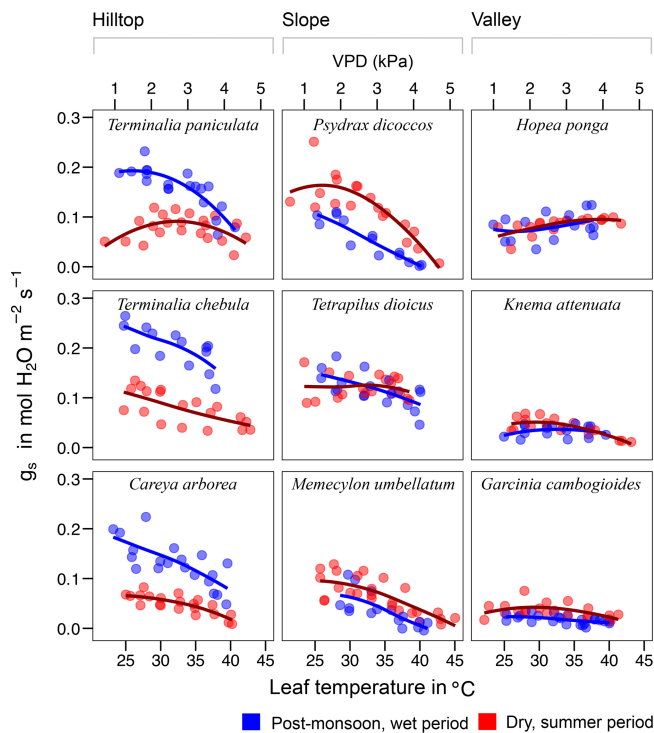 Hilltop Slope Valley
VPD (kPa)
1 2 3 4 5 1 2 3 4 5 1 2 3 4 5
Terminalia paniculata Psydrax dicoccos Hopea ponga
0.3
0.2
0.1
0.0
Terminalia chebula Tetrapilus dioicus Knema attenuata
0.3
0.2
0.1
0.0
Careya arborea Memecylon umbellatum Garcinia cambogioides
0.3
0.2
0.1
0.0
gs in mol H2O m−2 s−1
25 30 35 40 45 25 30 35 40 45 25 30 35 40 45
Leaf temperature in °C
Post-monsoon, wet period Dry, summer period